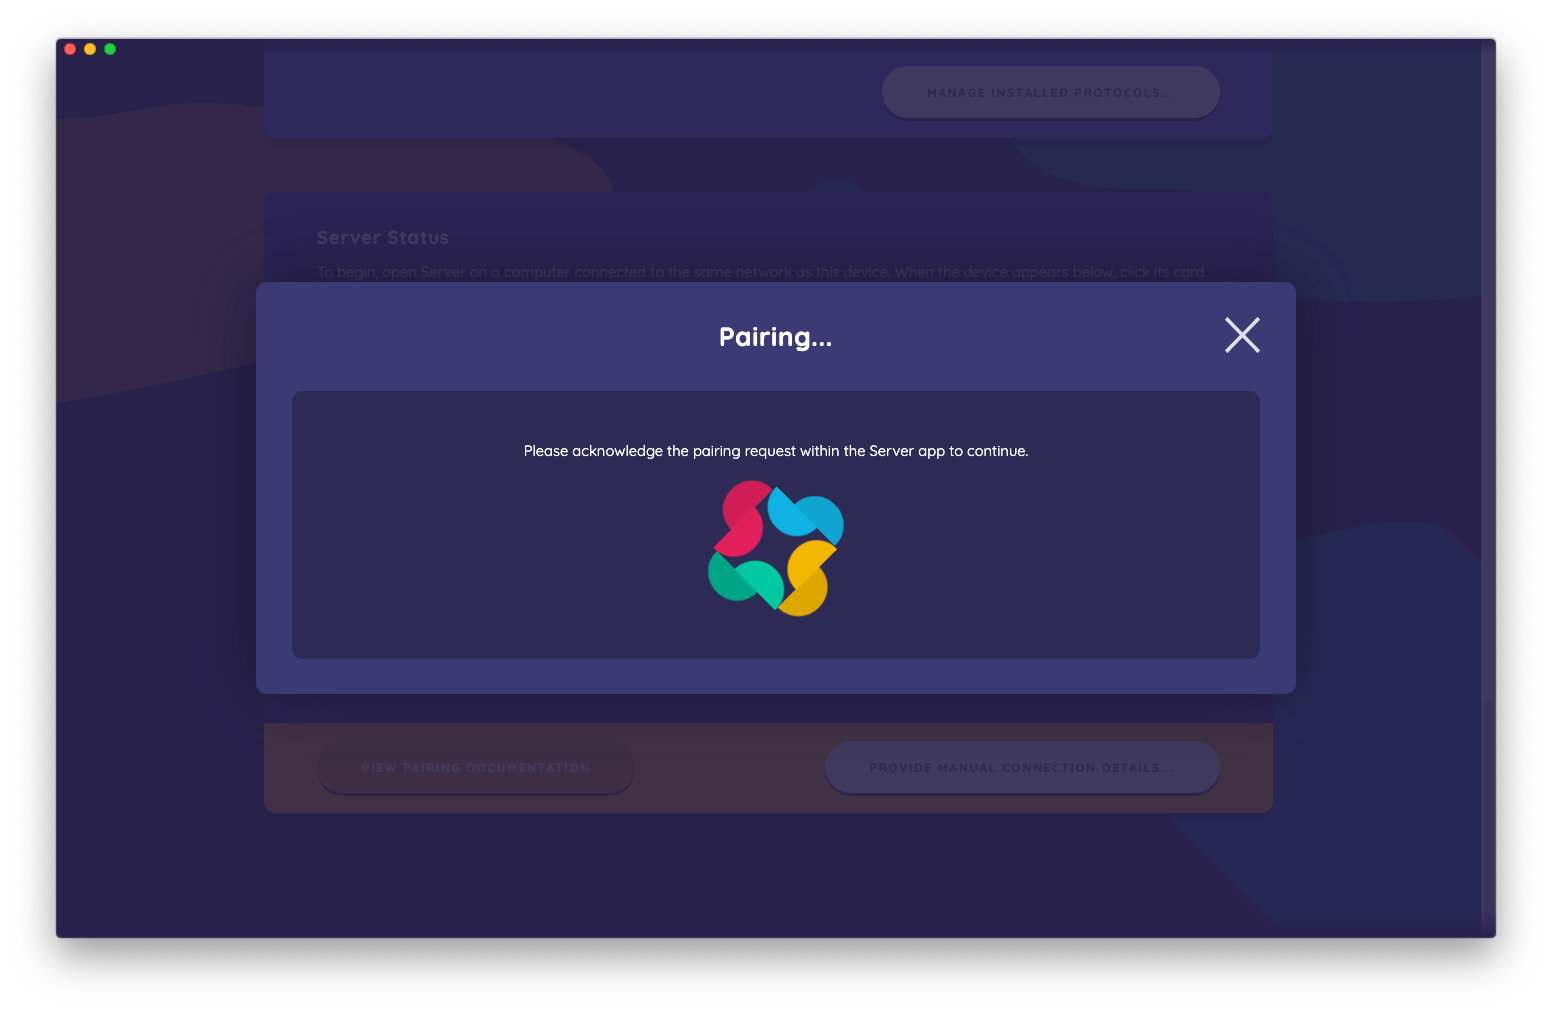 MANAGE INSTALLED PROTOCOLS...
Server Status
To begin, open Server on a computer connected to the same network as this device. When the device appears below, click its card
Pairing...
Please acknowledge the pairing request within the Server app to continue.
VIEW PAIRING DOCUMENTATION
PROVIDE MANUAL CONNECTION DETAILS...